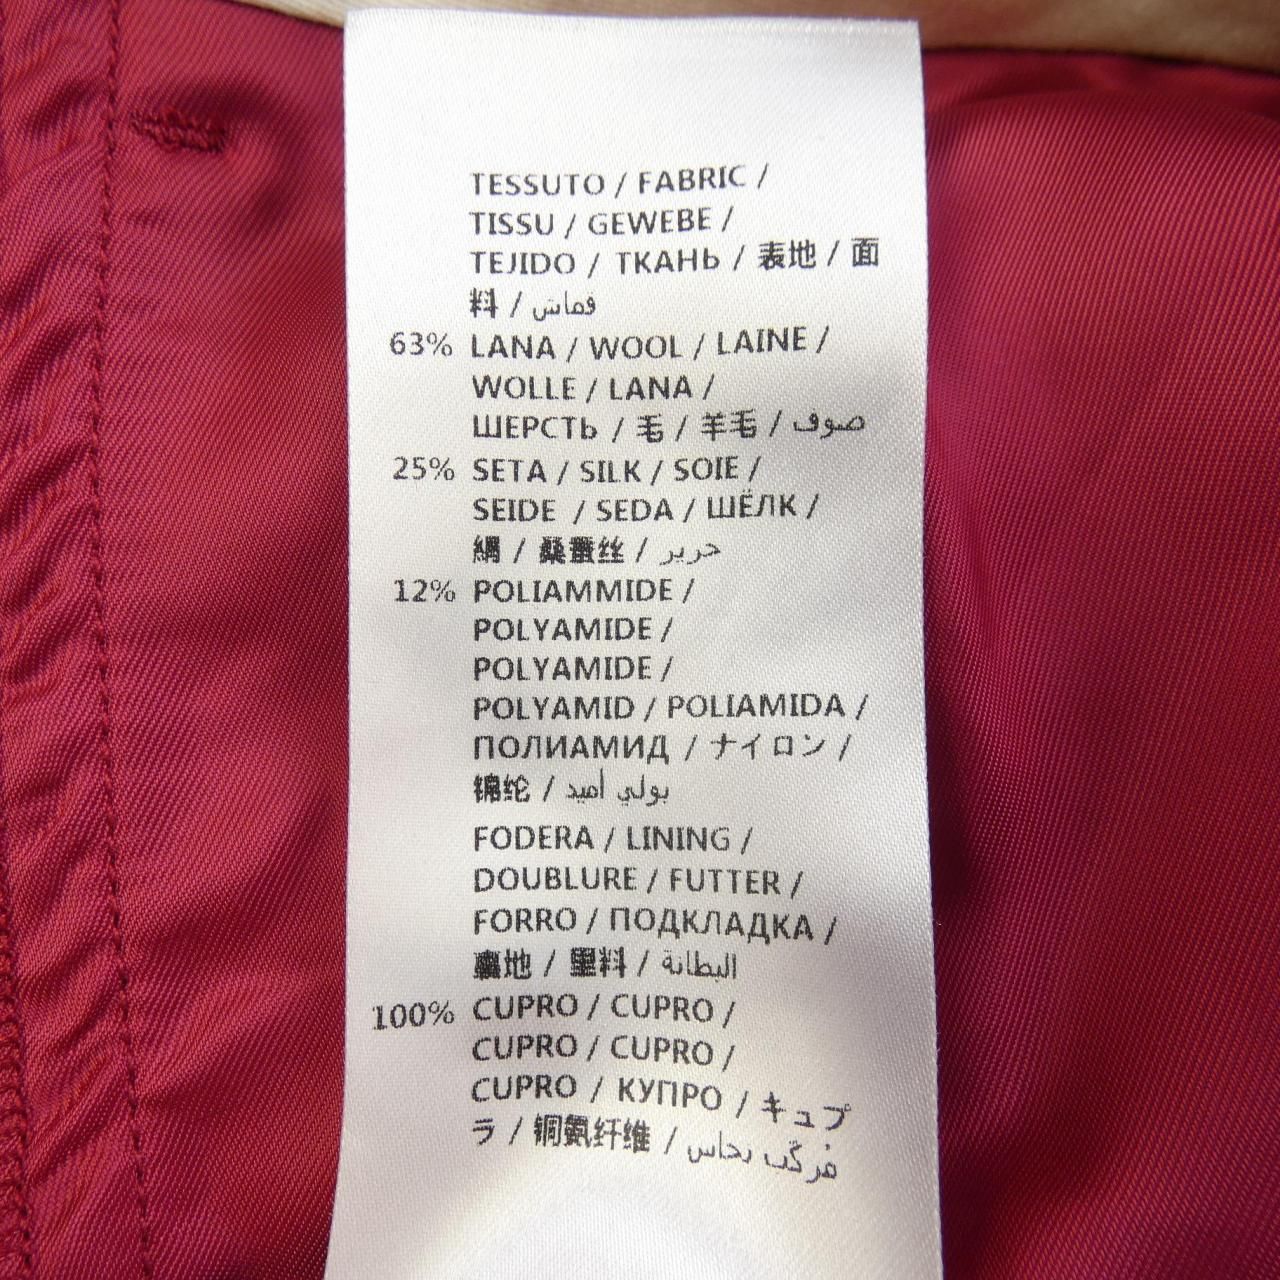 TESSUTO / FABRIC /
TISSU / GEWEBE /
TEJIDO / ТКАНЬ / 表地 / 面
料 / قماش
63% LANA / WOOL / LAINE /
WOLLE / LANA /
ШЕРСТЬ / 毛 / 羊毛 / صوف
25% SETA / SILK / SOIE /
SEIDE / SEDA / ШЁЛК /
絹 / 桑蚕丝 / حرير
12% POLIAMMIDE /
POLYAMIDE /
POLYAMIDE /
POLYAMID / POLIAMIDA /
ПОЛИАМИД / ナイロン /
锦纶 / بولي أميد
FODERA / LINING /
DOUBLURE / FUTTER /
FORRO / ПОДКЛАДКА /
裏地 / 里料 / البطانة
100% CUPRO / CUPRO /
CUPRO / CUPRO /
CUPRO / КУПРО / キュプ
ラ / 铜氨纤维 / مُركّب نحاس